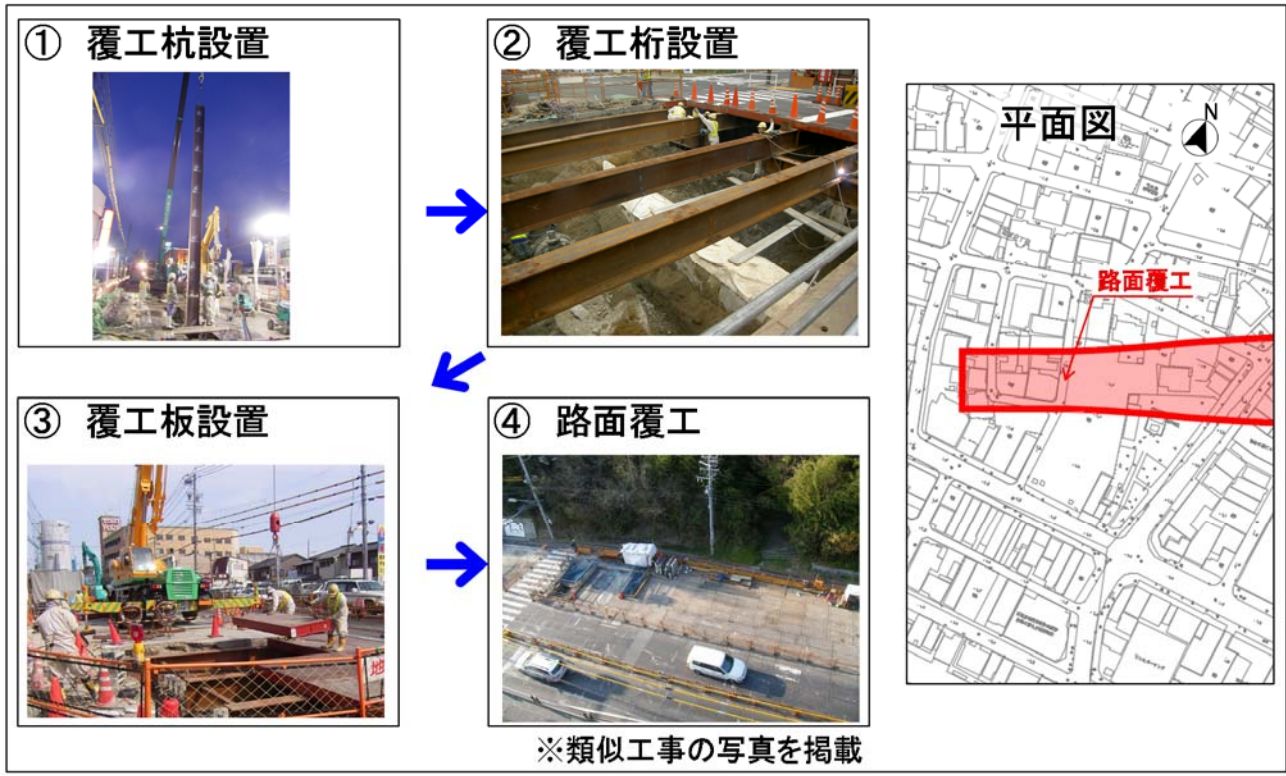 ① 覆工杭設置
② 覆工桁設置
③ 覆工板設置
④ 路面覆工
※類似工事の写真を掲載
平面図
N
路面覆工